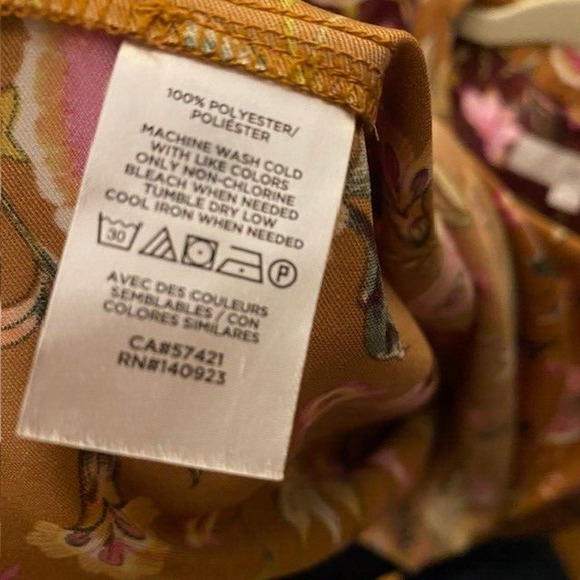 100% POLYESTER/
POLIÉSTER
MACHINE WASH COLD
WITH LIKE COLORS
ONLY NON-CHLORINE
BLEACH WHEN NEEDED
TUMBLE DRY LOW
COOL IRON WHEN NEEDED
30 P
AVEC DES COULEURS
SEMBLABLES / CON
COLORES SIMILARES
CA#57421
RN#140923